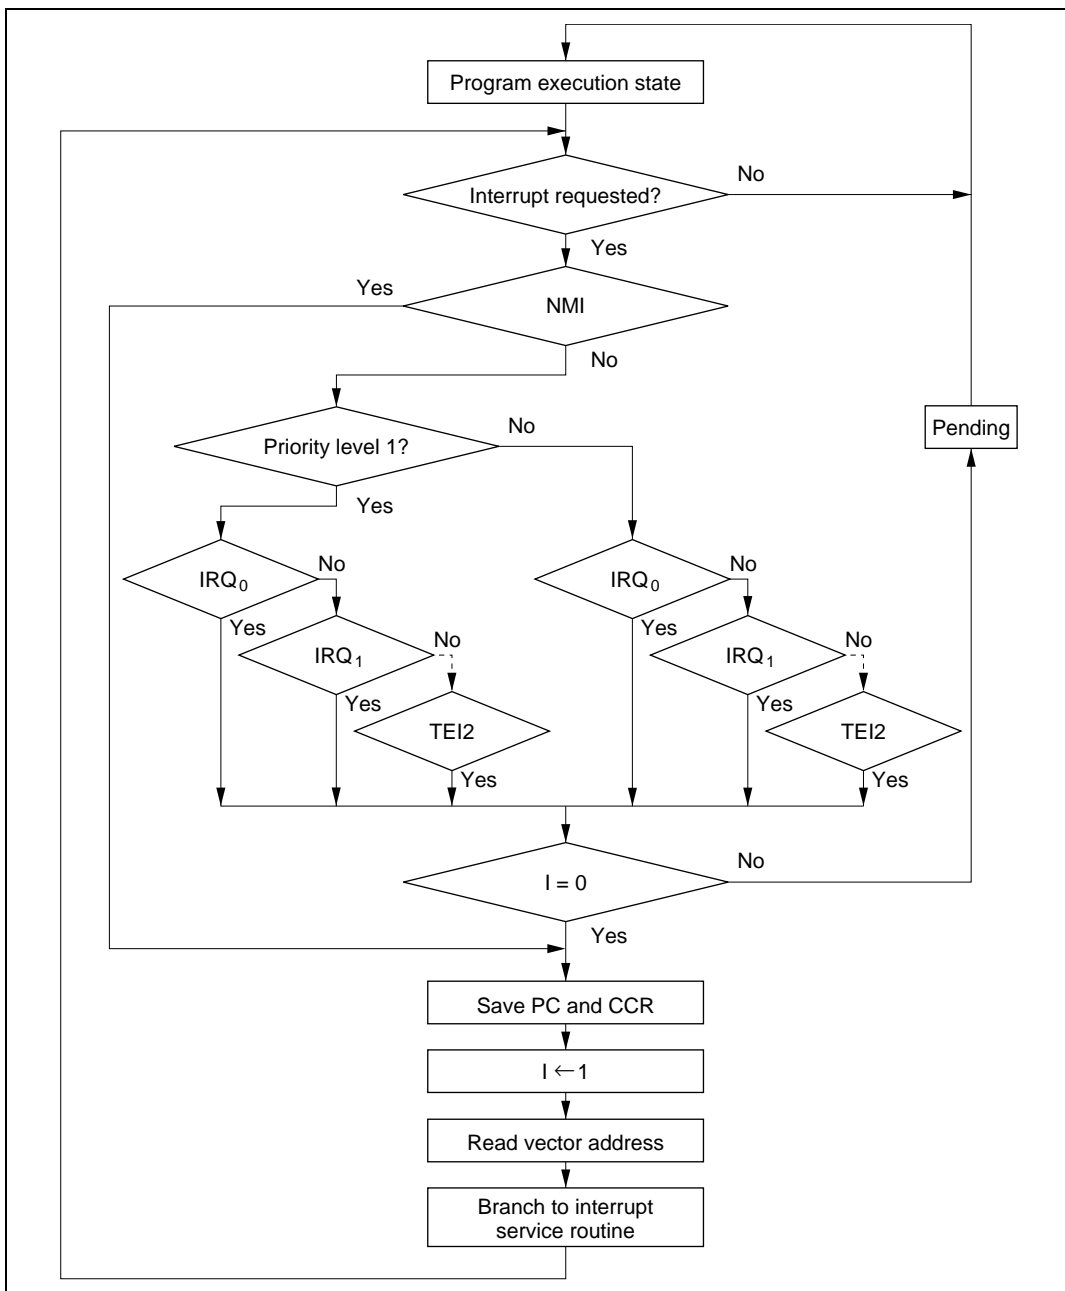 Program execution state
No
Interrupt requested?
Yes
Yes
NMI
No
Pending
No
Priority level 1?
Yes
No
No
IRQ0
IRQ0
Yes
No
Yes
No
IRQ1
IRQ1
Yes
Yes
TEI2
TEI2
Yes
Yes
No
I = 0
Yes
Save PC and CCR
I ← 1
Read vector address
Branch to interrupt
service routine